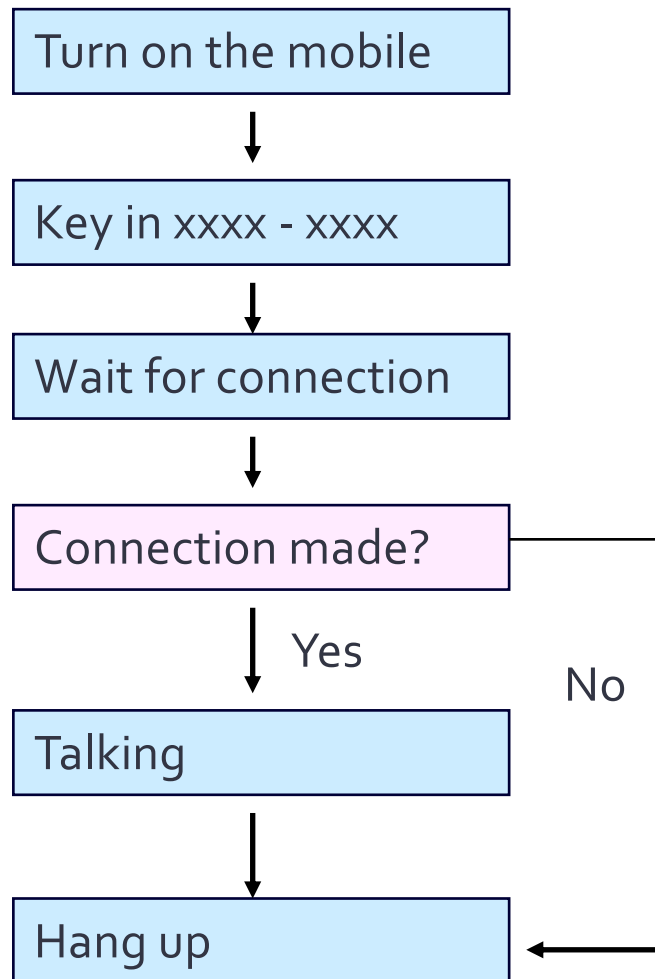 Turn on the mobile
Key in xxxx - xxxx
Wait for connection
Connection made?
Yes
No
Talking
Hang up